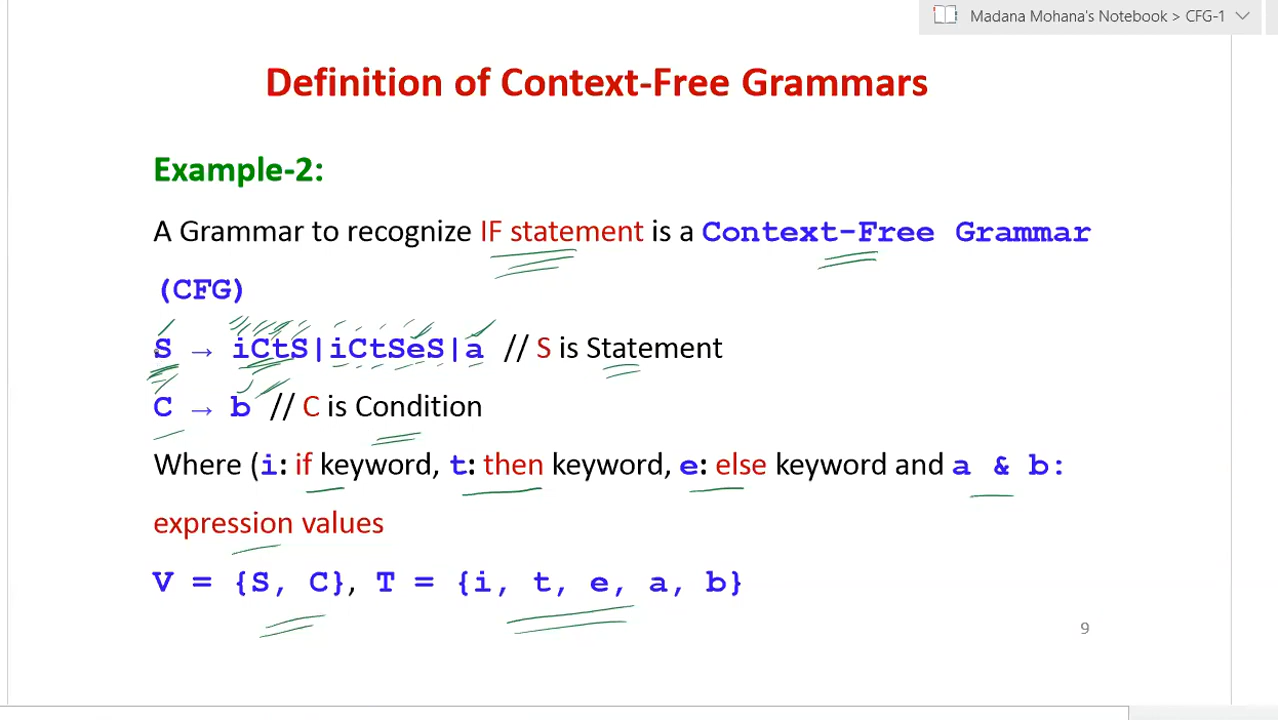 Madana Mohana's Notebook > CFG-1
Definition of Context-Free Grammars
Example-2:
A Grammar to recognize IF statement is a Context-Free Grammar
(CFG)
S → iCtS|iCtSeS|a // S is Statement
C → b // C is Condition
Where (i: if keyword, t: then keyword, e: else keyword and a & b:
expression values
V = {S, C}, T = {i, t, e, a, b}
9